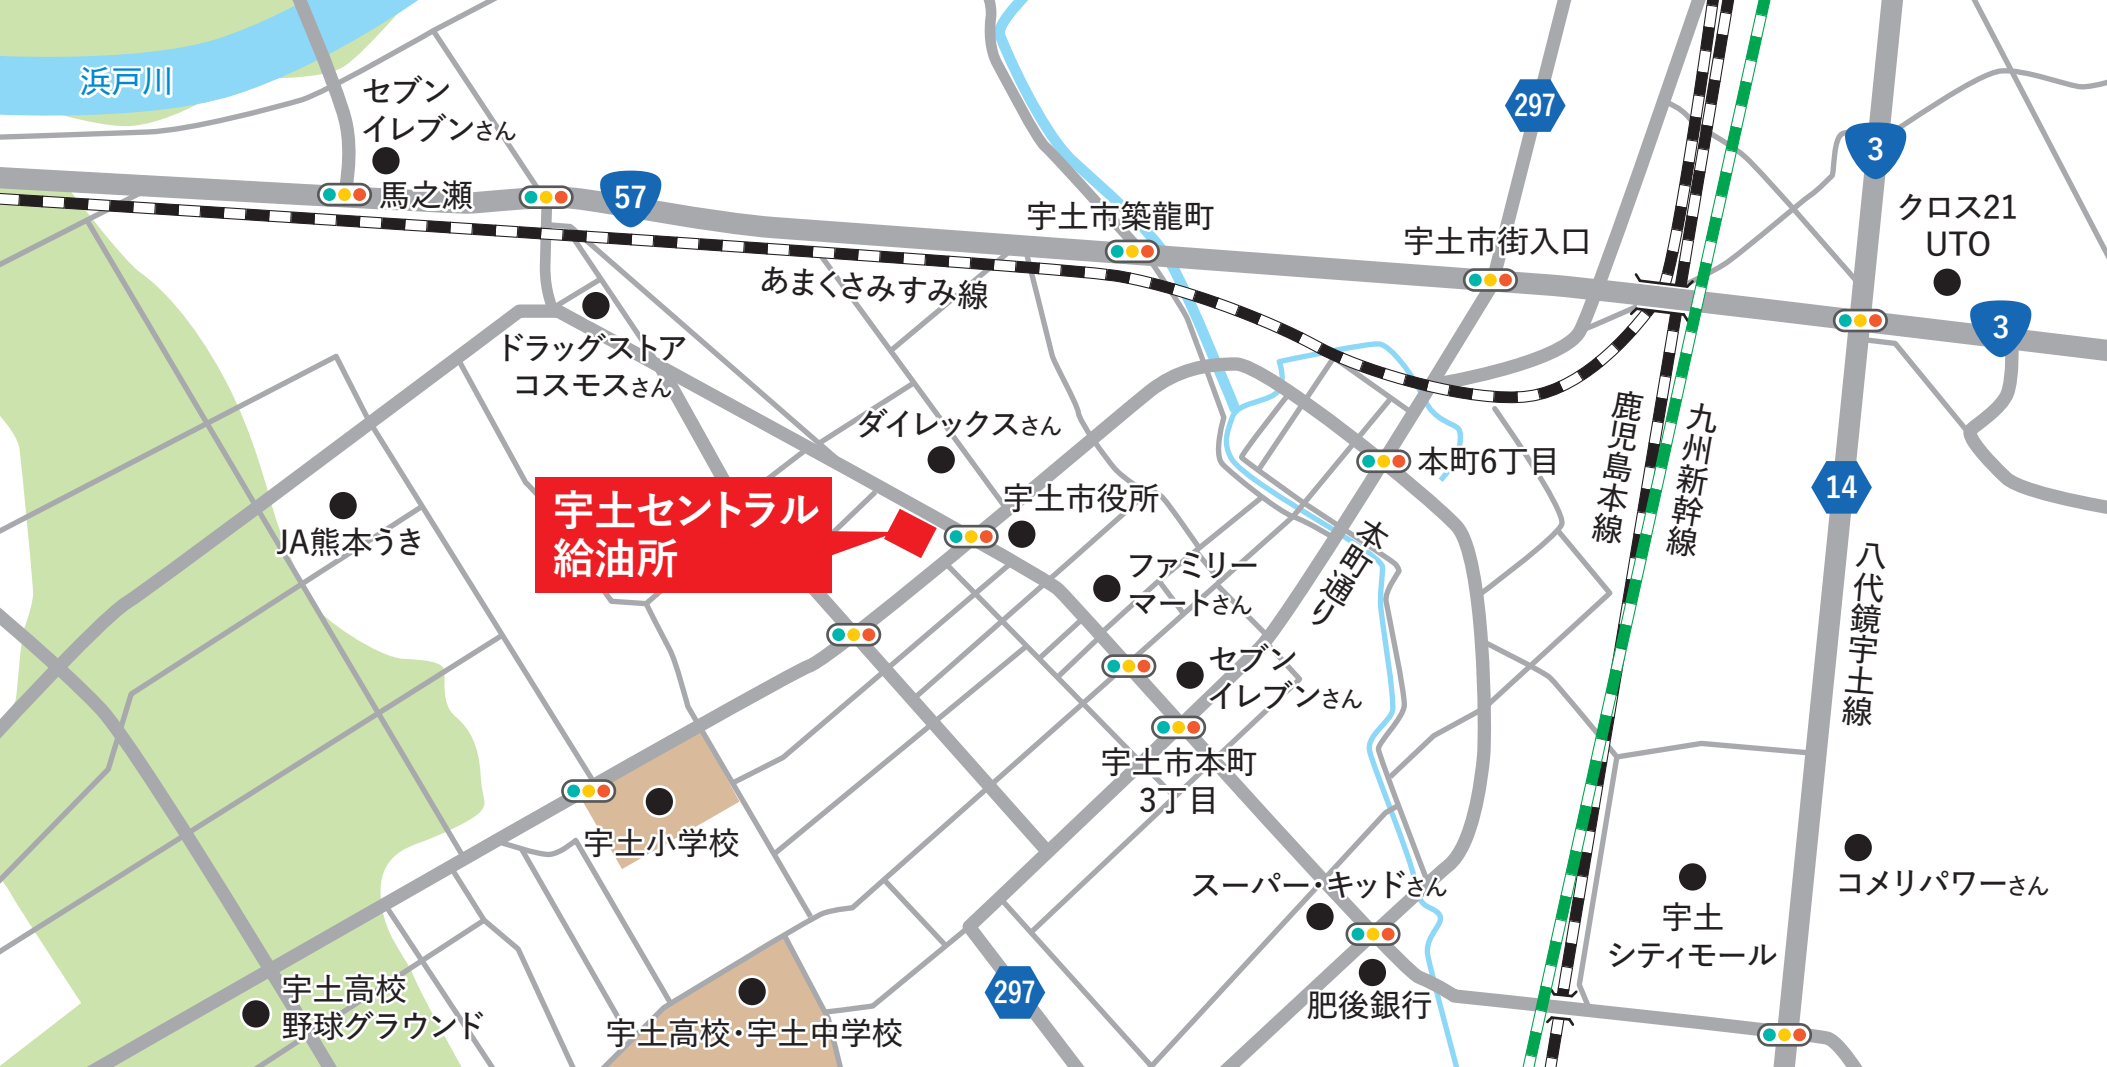 浜戸川
セブン
イレブンさん
馬之瀬
57
宇土市築龍町
297
宇土市街入口
3
クロス21
UTO
3
あまくさみすみ線
ドラッグストア
コスモスさん
ダイレックスさん
宇土市役所
宇土セントラル
給油所
JA熊本うき
本町6丁目
鹿児島本線
九州新幹線
14
八代鏡宇土線
本町通り
ファミリー
マートさん
セブン
イレブンさん
宇土市本町
3丁目
宇土小学校
スーパー・キッドさん
コメリパワーさん
宇土
シティモール
肥後銀行
297
宇土高校
野球グラウンド
宇土高校・宇土中学校